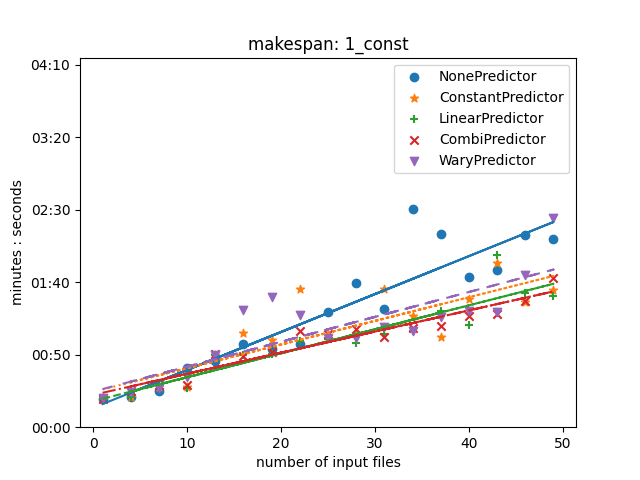 makespan: 1_const
04:10
03:20
02:30
01:40
00:50
00:00
minutes : seconds
NonePredictor
ConstantPredictor
LinearPredictor
CombiPredictor
WaryPredictor
0 10 20 30 40 50
number of input files